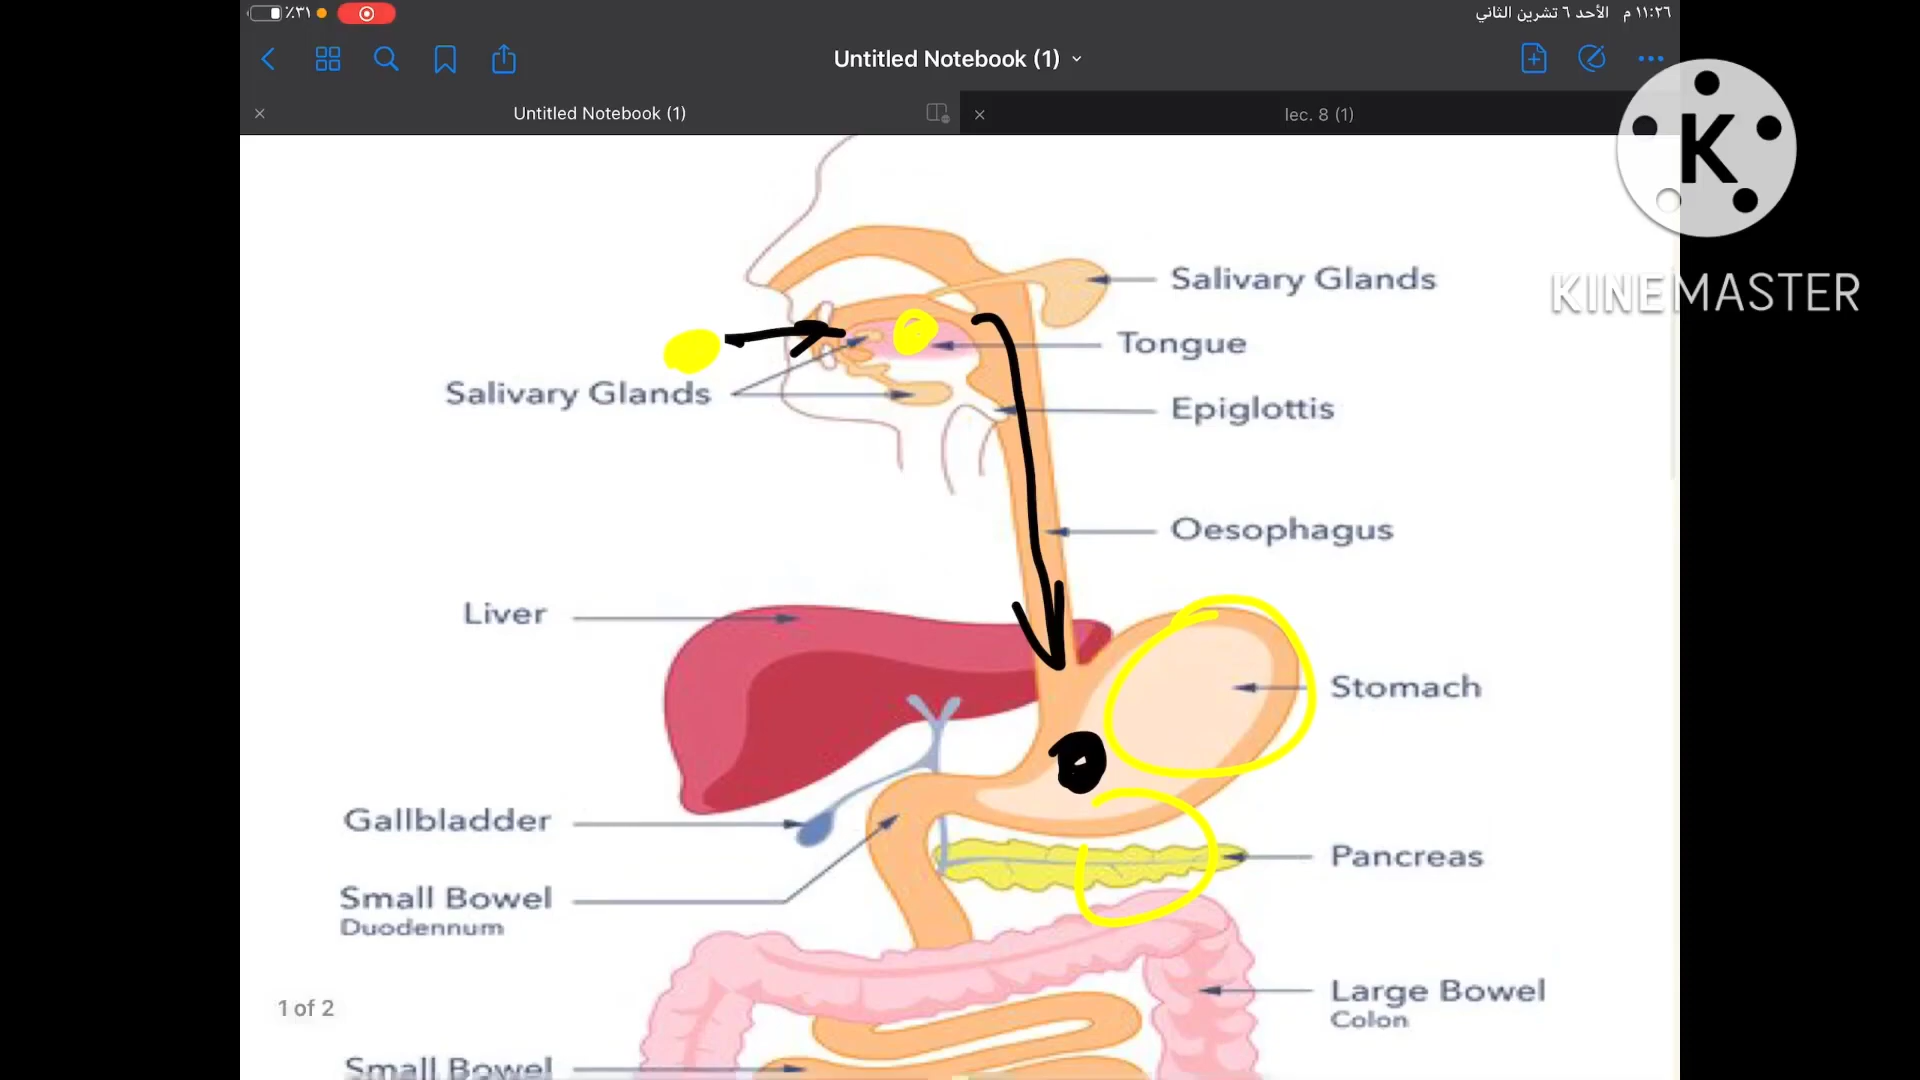 ٪٣١
١١:٢٦ م الأحد ٦ تشرين الثاني
Untitled Notebook (1)
Untitled Notebook (1)
lec. 8 (1)
K
KINEMASTER
Salivary Glands
Tongue
Salivary Glands
Epiglottis
Oesophagus
Liver
Stomach
Gallbladder
Pancreas
Small Bowel
Duodennum
Large Bowel
Colon
1 of 2
Small Bowel